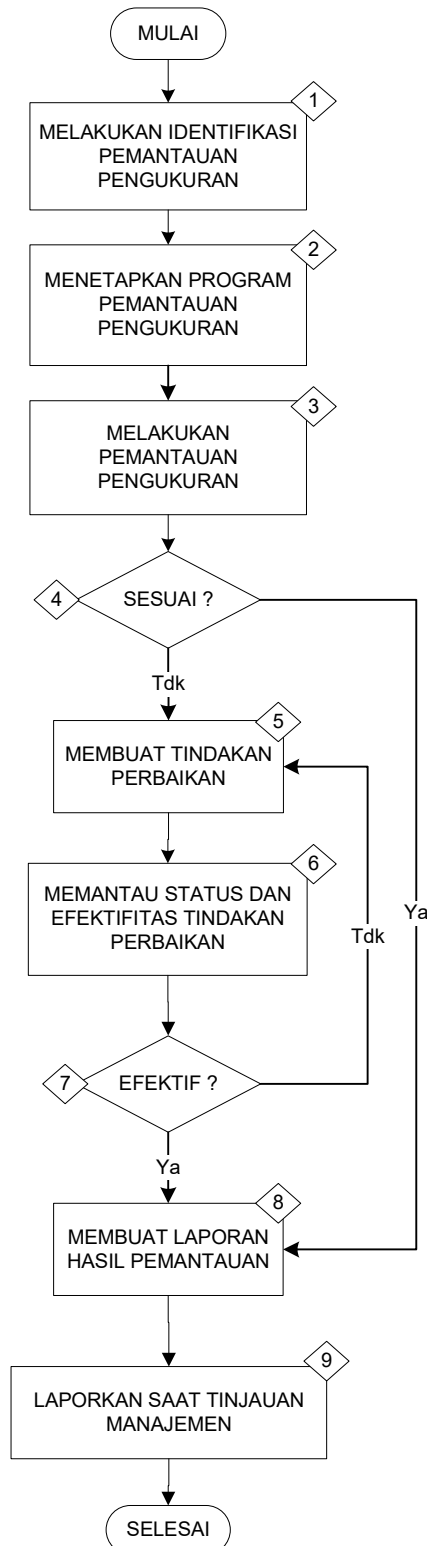 MULAI
1
MELAKUKAN IDENTIFIKASI
PEMANTAUAN
PENGUKURAN
2
MENETAPKAN PROGRAM
PEMANTAUAN
PENGUKURAN
3
MELAKUKAN
PEMANTAUAN
PENGUKURAN
4
SESUAI ?
Tdk
5
MEMBUAT TINDAKAN
PERBAIKAN
6
MEMANTAU STATUS DAN
EFEKTIFITAS TINDAKAN
PERBAIKAN
Ya
Tdk
7
EFEKTIF ?
Ya
8
MEMBUAT LAPORAN
HASIL PEMANTAUAN
9
LAPORKAN SAAT TINJAUAN
MANAJEMEN
SELESAI